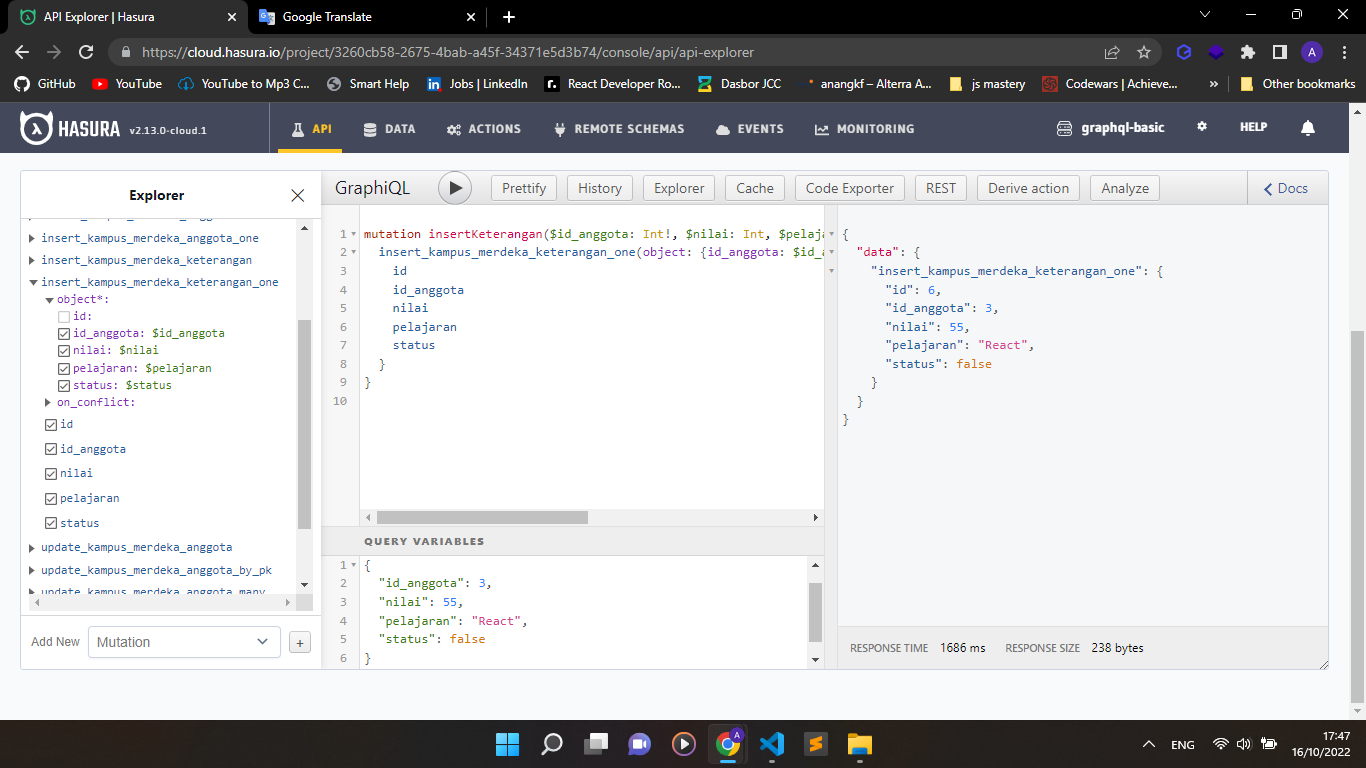 API Explorer | Hasura
Google Translate
https://cloud.hasura.io/project/3260cb58-2675-4bab-a45f-34371e5d3b74/console/api/api-explorer
A
GitHub
YouTube
YouTube to Mp3 C...
Smart Help
Jobs | LinkedIn
React Developer Ro...
Dasbor JCC
anangkf – Alterra A...
js mastery
Codewars | Achieve...
»
Other bookmarks
HASURA v2.13.0-cloud.1
API
DATA
ACTIONS
REMOTE SCHEMAS
EVENTS
MONITORING
graphql-basic
HELP
Explorer
insert_kampus_merdeka_anggota_one
insert_kampus_merdeka_keterangan
insert_kampus_merdeka_keterangan_one
object*:
id:
id_anggota: $id_anggota
nilai: $nilai
pelajaran: $pelajaran
status: $status
on_conflict:
id
id_anggota
nilai
pelajaran
status
update_kampus_merdeka_anggota
update_kampus_merdeka_anggota_by_pk
update_kampus_merdeka_anggota_many
Add New
Mutation
+
GraphiQL
Prettify
History
Explorer
Cache
Code Exporter
REST
Derive action
Analyze
Docs
1 mutation insertKeterangan($id_anggota: Int!, $nilai: Int, $pelaja
2 insert_kampus_merdeka_keterangan_one(object: {id_anggota: $id_a
3 id
4 id_anggota
5 nilai
6 pelajaran
7 status
8 }
9 }
10
QUERY VARIABLES
1 {
2 "id_anggota": 3,
3 "nilai": 55,
4 "pelajaran": "React",
5 "status": false
6 }
{
"data": {
"insert_kampus_merdeka_keterangan_one": {
"id": 6,
"id_anggota": 3,
"nilai": 55,
"pelajaran": "React",
"status": false
}
}
}
RESPONSE TIME 1686 ms RESPONSE SIZE 238 bytes
A
ENG
17:47
16/10/2022